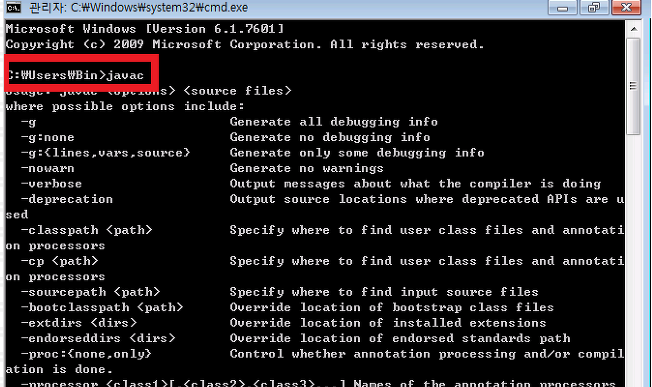 관리자: C:₩Windows₩system32₩cmd.exe
Microsoft Windows [Version 6.1.7601]
Copyright (c) 2009 Microsoft Corporation. All rights reserved.
C:₩Users₩Bin>javac
Usage: javac <options> <source files>
where possible options include:
-g Generate all debugging info
-g:none Generate no debugging info
-g:{lines,vars,source} Generate only some debugging info
-nowarn Generate no warnings
-verbose Output messages about what the compiler is doing
-deprecation Output source locations where deprecated APIs are u
sed
-classpath <path> Specify where to find user class files and annotati
on processors
-cp <path> Specify where to find user class files and annotati
on processors
-sourcepath <path> Specify where to find input source files
-bootclasspath <path> Override location of bootstrap class files
-extdirs <dirs> Override location of installed extensions
-endorseddirs <dirs> Override location of endorsed standards path
-proc:{none,only} Control whether annotation processing and/or compil
ation is done.
-processor <class1>[,<class2>,<class3>...] Names of the annotation processors